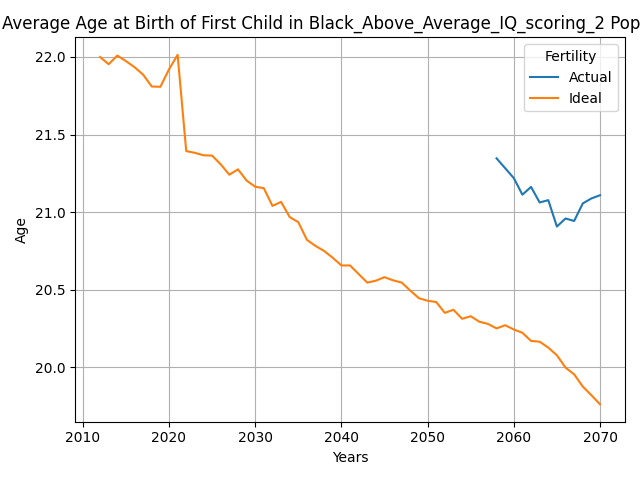 Average Age at Birth of First Child in Black_Above_Average_IQ_scoring_2 Pop
Fertility
Actual
Ideal
22.0
21.5
21.0
20.5
20.0
Age
2010 2020 2030 2040 2050 2060 2070
Years